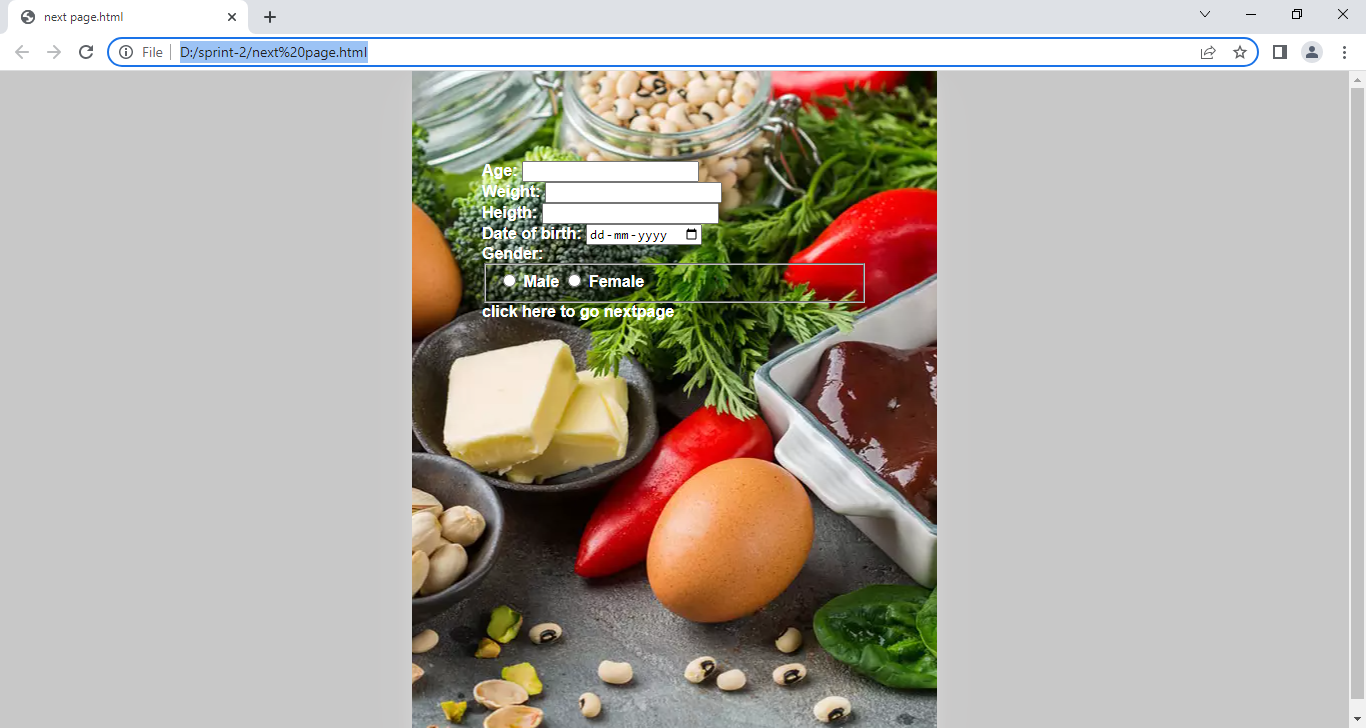 next page.html
File
D:/sprint-2/next%20page.html
Age:
Weight:
Heigth:
Date of birth: dd-mm-yyyy
Gender:
Male Female
click here to go nextpage